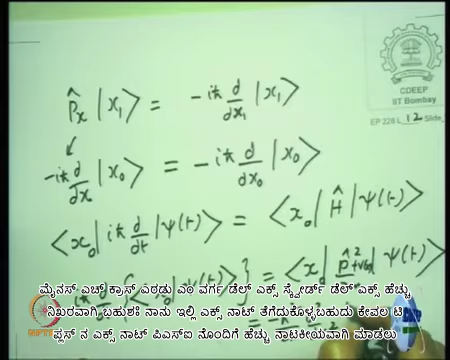 CDEEP
IIT Bombay
EP 228 L 12 Slide
P̂ₓ |x₁⟩ = -iℏ d/dx₁ |x₁⟩
-iℏ d/dx |x₀⟩ = -iℏ d/dx₀ |x₀⟩
⟨x₀| iℏ d/dt |ψ(t)⟩ = ⟨x₀| Ĥ |ψ(t)⟩
ಮೈನಸ್ ಎಚ್ ಕ್ರಾಸ್ ಎರಡು ಎರ ವರ್ಗ ಡೆಲ್ ಎಕ್ಸ್ ಸ್ಕ್ವೇರ್ಡ್ ಡೆಲ್ ಎಕ್ಸ್ ಹೆಚ್ಚು
ನಿಖರವಾಗಿ ಬಹುಶಃ ನಾನು ಇಲ್ಲಿ ಎಕ್ಸ್ ನಾಟ್ ತೆಗೆದುಕೊಳ್ಳಬಹುದು ಕೇವಲ ಟಿ
ಪ್ಲಸ್ ನ ಎಕ್ಸ್ ನಾಟ್ ಪಿಎಸ್ಐ ನೊಂದಿಗೆ ಹೆಚ್ಚು ನಾಟಕೀಯವಾಗಿ ಮಾಡಲು